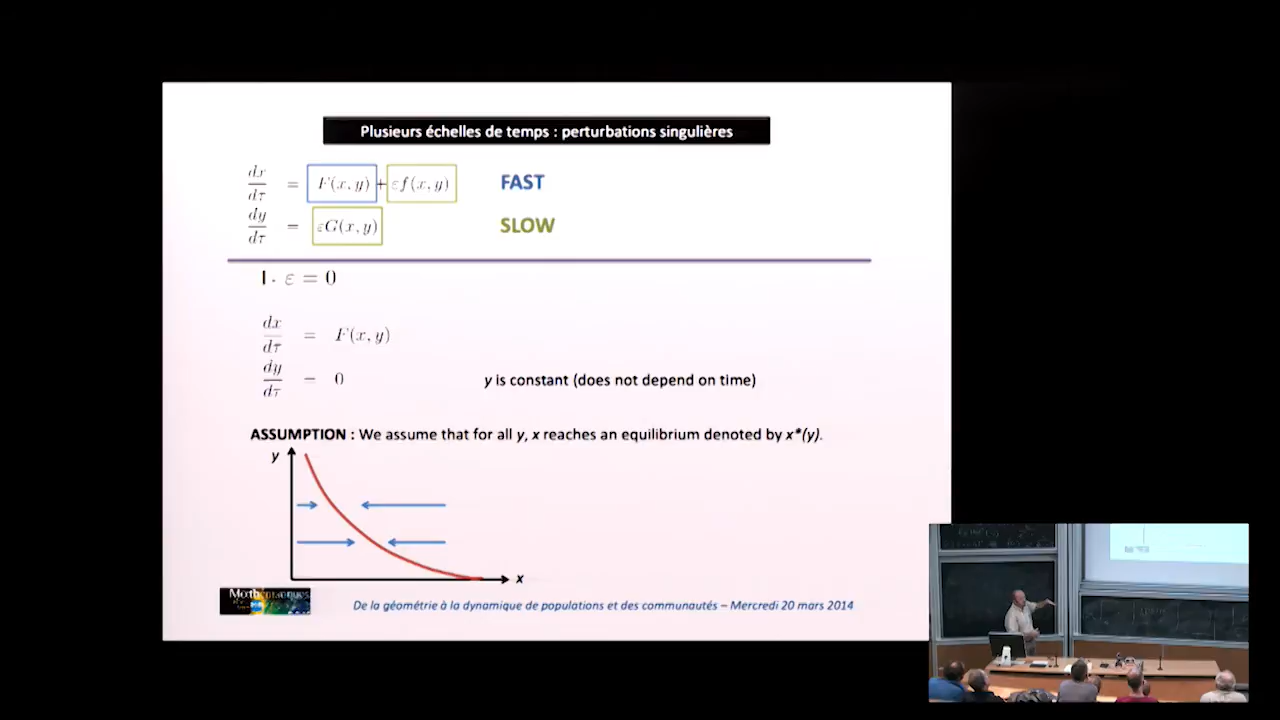 Plusieurs échelles de temps : perturbations singulières
dx/dτ = F(x, y) + εf(x, y) FAST
dy/dτ = εG(x, y) SLOW
I. ε = 0
dx/dτ = F(x, y)
dy/dτ = 0 y is constant (does not depend on time)
ASSUMPTION : We assume that for all y, x reaches an equilibrium denoted by x*(y).
y
x
De la géométrie à la dynamique de populations et des communautés – Mercredi 20 mars 2014